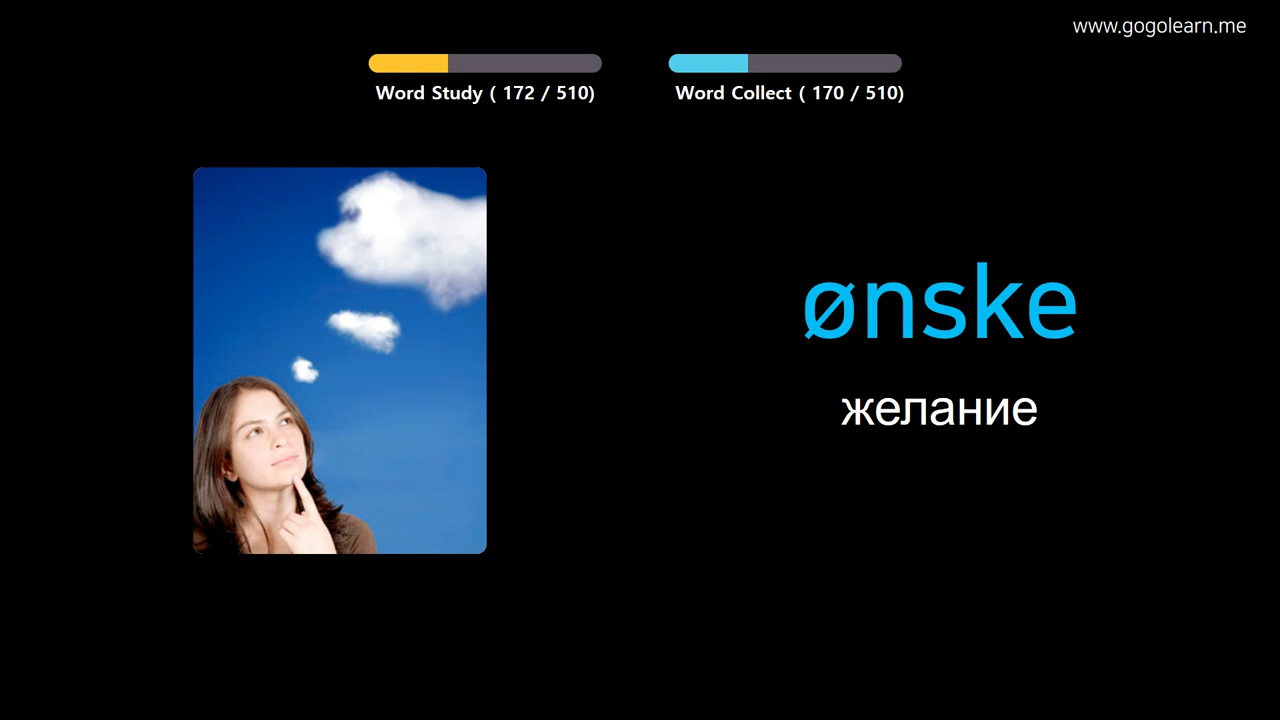 www.gogolearn.me
Word Study ( 172 / 510)
Word Collect ( 170 / 510)
ønske
желание